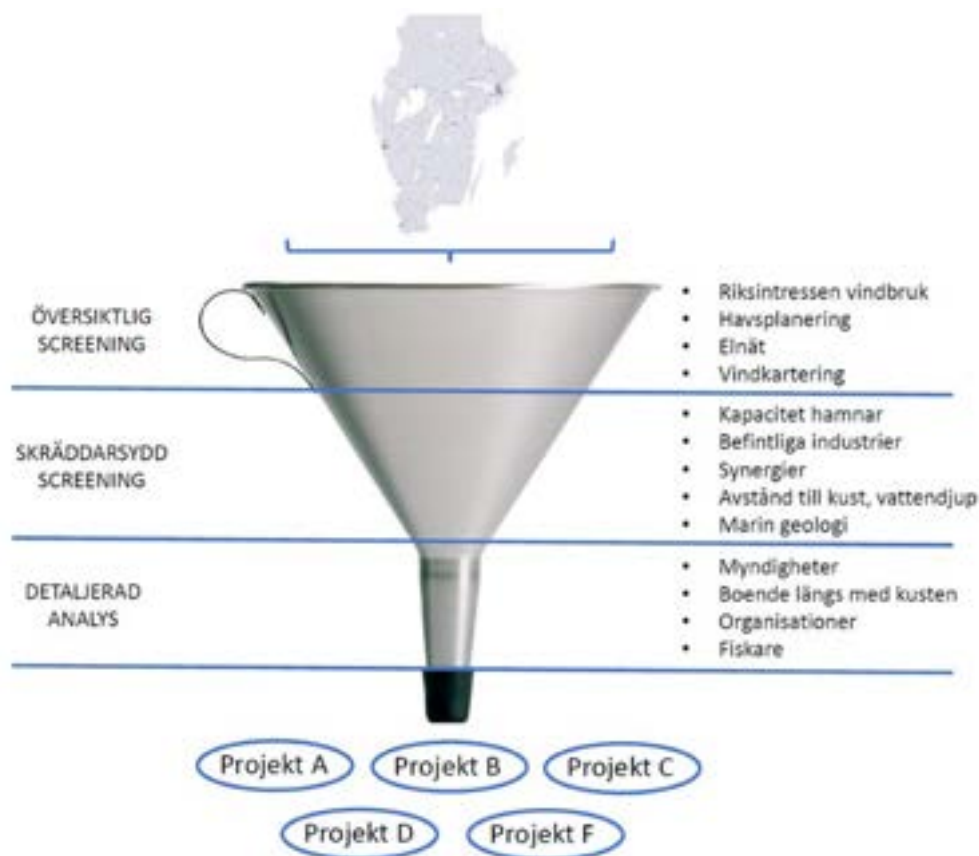 ÖVERSIKTLIG
SCREENING
• Riksintressen vindbruk
• Havsplanering
• Elnät
• Vindkartering
SKRÄDDARSYDD
SCREENING
• Kapacitet hamnar
• Befintliga industrier
• Synergier
• Avstånd till kust, vattendjup
• Marin geologi
DETALJERAD
ANALYS
• Myndigheter
• Boende längs med kusten
• Organisationer
• Fiskare
Projekt A
Projekt B
Projekt C
Projekt D
Projekt F